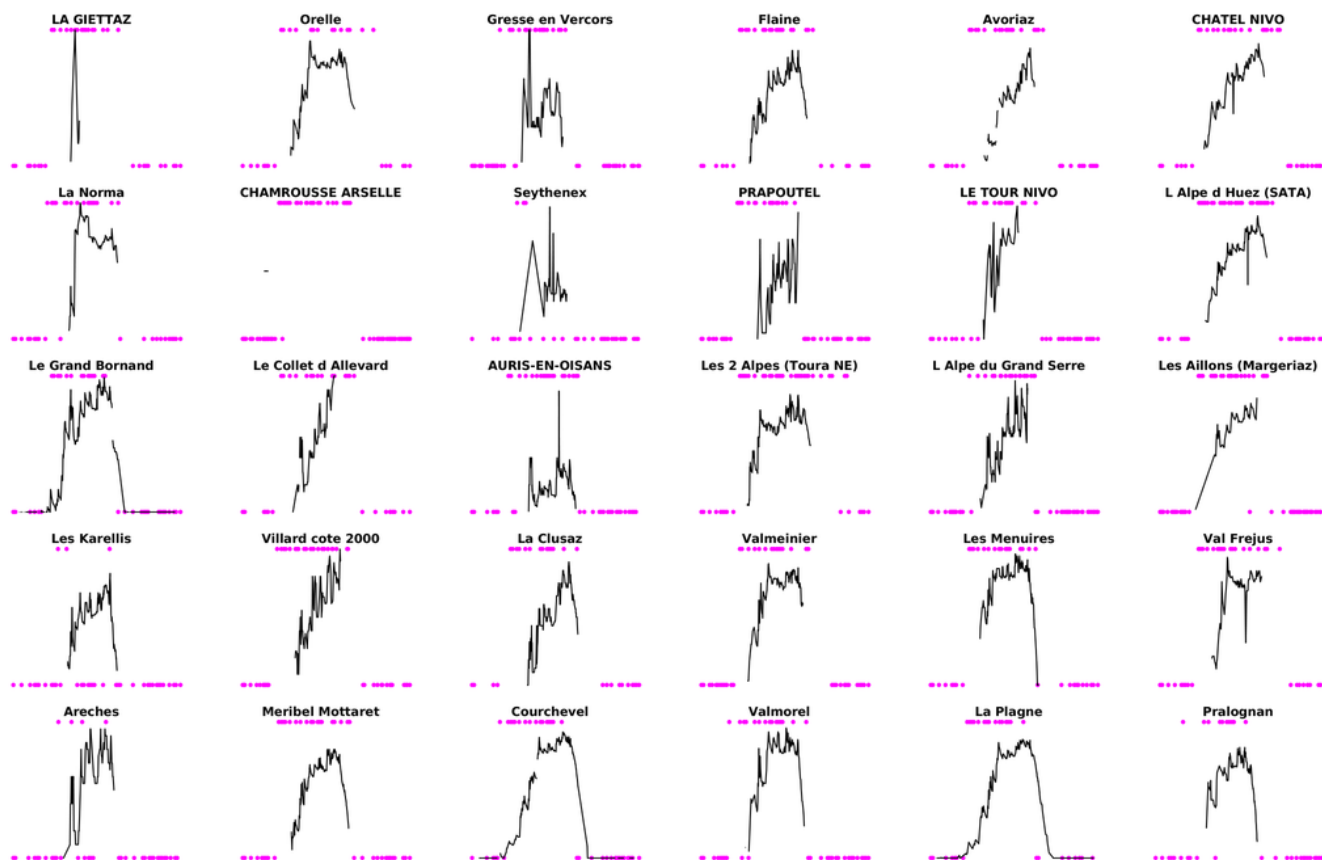 LA GIETTAZ
Orelle
Gresse en Vercors
Flaine
Avoriaz
CHATEL NIVO
La Norma
CHAMROUSSE ARSELLE
Seythenex
PRAPOUTEL
LE TOUR NIVO
L Alpe d Huez (SATA)
Le Grand Bornand
Le Collet d Allevard
AURIS-EN-OISANS
Les 2 Alpes (Toura NE)
L Alpe du Grand Serre
Les Aillons (Margeriaz)
Les Karellis
Villard cote 2000
La Clusaz
Valmeinier
Les Menuires
Val Frejus
Areches
Meribel Mottaret
Courchevel
Valmorel
La Plagne
Pralognan